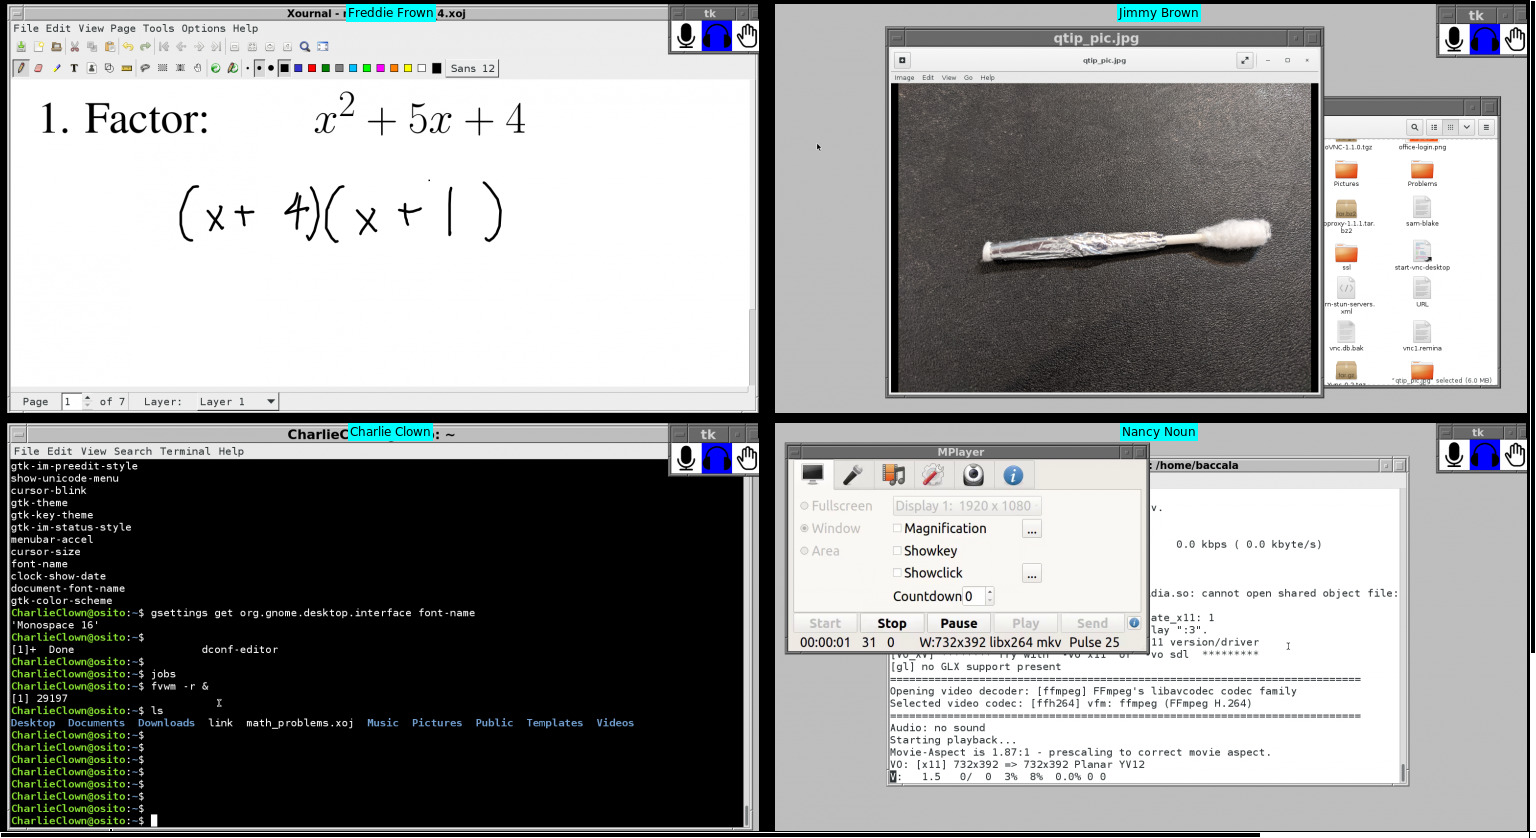 Xournal - 4.xoj
Freddie Frown
tk
File Edit View Page Tools Options Help
Sans 12
1. Factor: x² + 5x + 4
(x + 4)(x + 1)
Page 1 of 7 Layer: Layer 1
Jimmy Brown
tk
qtip_pic.jpg
qtip_pic.jpg
Image Edit View Go Help
oVNC-1.1.0.tgz office-login.png
Pictures Problems
oproxy-1.1.1.tar.bz2 sam-blake
ssl start-vnc-desktop
rn-stun-servers.xml URL
vnc.db.bak vnc1.remina
"qtip_pic.jpg" selected (6.0 MB)
CharlieC : ~
Charlie Clown
tk
File Edit View Search Terminal Help
gtk-im-preedit-style
show-unicode-menu
cursor-blink
gtk-theme
gtk-key-theme
gtk-im-status-style
menubar-accel
cursor-size
font-name
clock-show-date
document-font-name
gtk-color-scheme
CharlieClown@osito:~$ gsettings get org.gnome.desktop.interface font-name
'Monospace 16'
CharlieClown@osito:~$
[1]+ Done dconf-editor
CharlieClown@osito:~$
CharlieClown@osito:~$ jobs
CharlieClown@osito:~$ fvwm -r &
[1] 29197
CharlieClown@osito:~$ ls
Desktop Documents Downloads link math_problems.xoj Music Pictures Public Templates Videos
CharlieClown@osito:~$
CharlieClown@osito:~$
CharlieClown@osito:~$
CharlieClown@osito:~$
CharlieClown@osito:~$
CharlieClown@osito:~$
CharlieClown@osito:~$
CharlieClown@osito:~$
Nancy Noun
tk
MPlayer
Fullscreen Display 1: 1920 x 1080
Window Magnification ...
Area Showkey
Showclick ...
Countdown 0
Start Stop Pause Play Send
00:00:01 31 0 W:732x392 libx264 mkv Pulse 25
: /home/baccala
v.
0.0 kbps ( 0.0 kbyte/s)
dia.so: cannot open shared object file:
ate_x11: 1
lay ":3".
11 version/driver
-vo sdl *********
[gl] no GLX support present
==========================================================================
Opening video decoder: [ffmpeg] FFmpeg's libavcodec codec family
Selected video codec: [ffh264] vfm: ffmpeg (FFmpeg H.264)
==========================================================================
Audio: no sound
Starting playback...
Movie-Aspect is 1.87:1 - prescaling to correct movie aspect.
VO: [x11] 732x392 => 732x392 Planar YV12
V: 1.5 0/ 0 3% 8% 0.0% 0 0